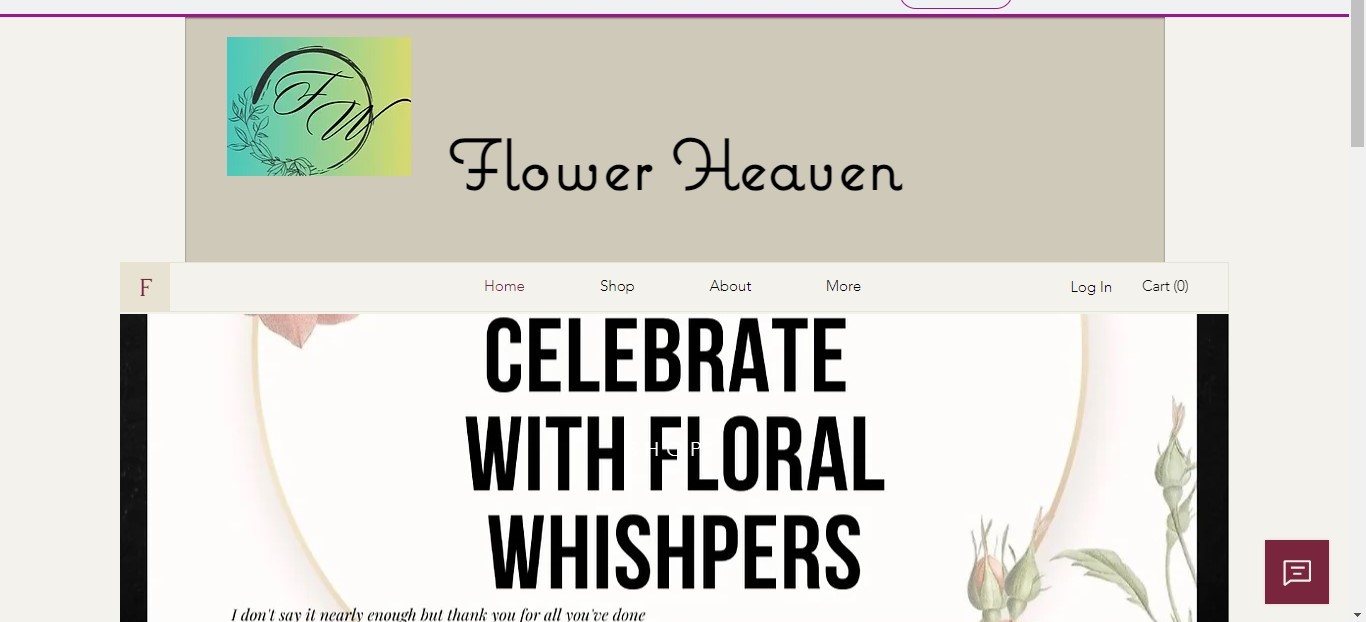 FW
Flower Heaven
F
Home Shop About More Log In Cart (0)
CELEBRATE
WITH FLORAL
SHOP
WHISHPERS
I don't say it nearly enough but thank you for all you've done